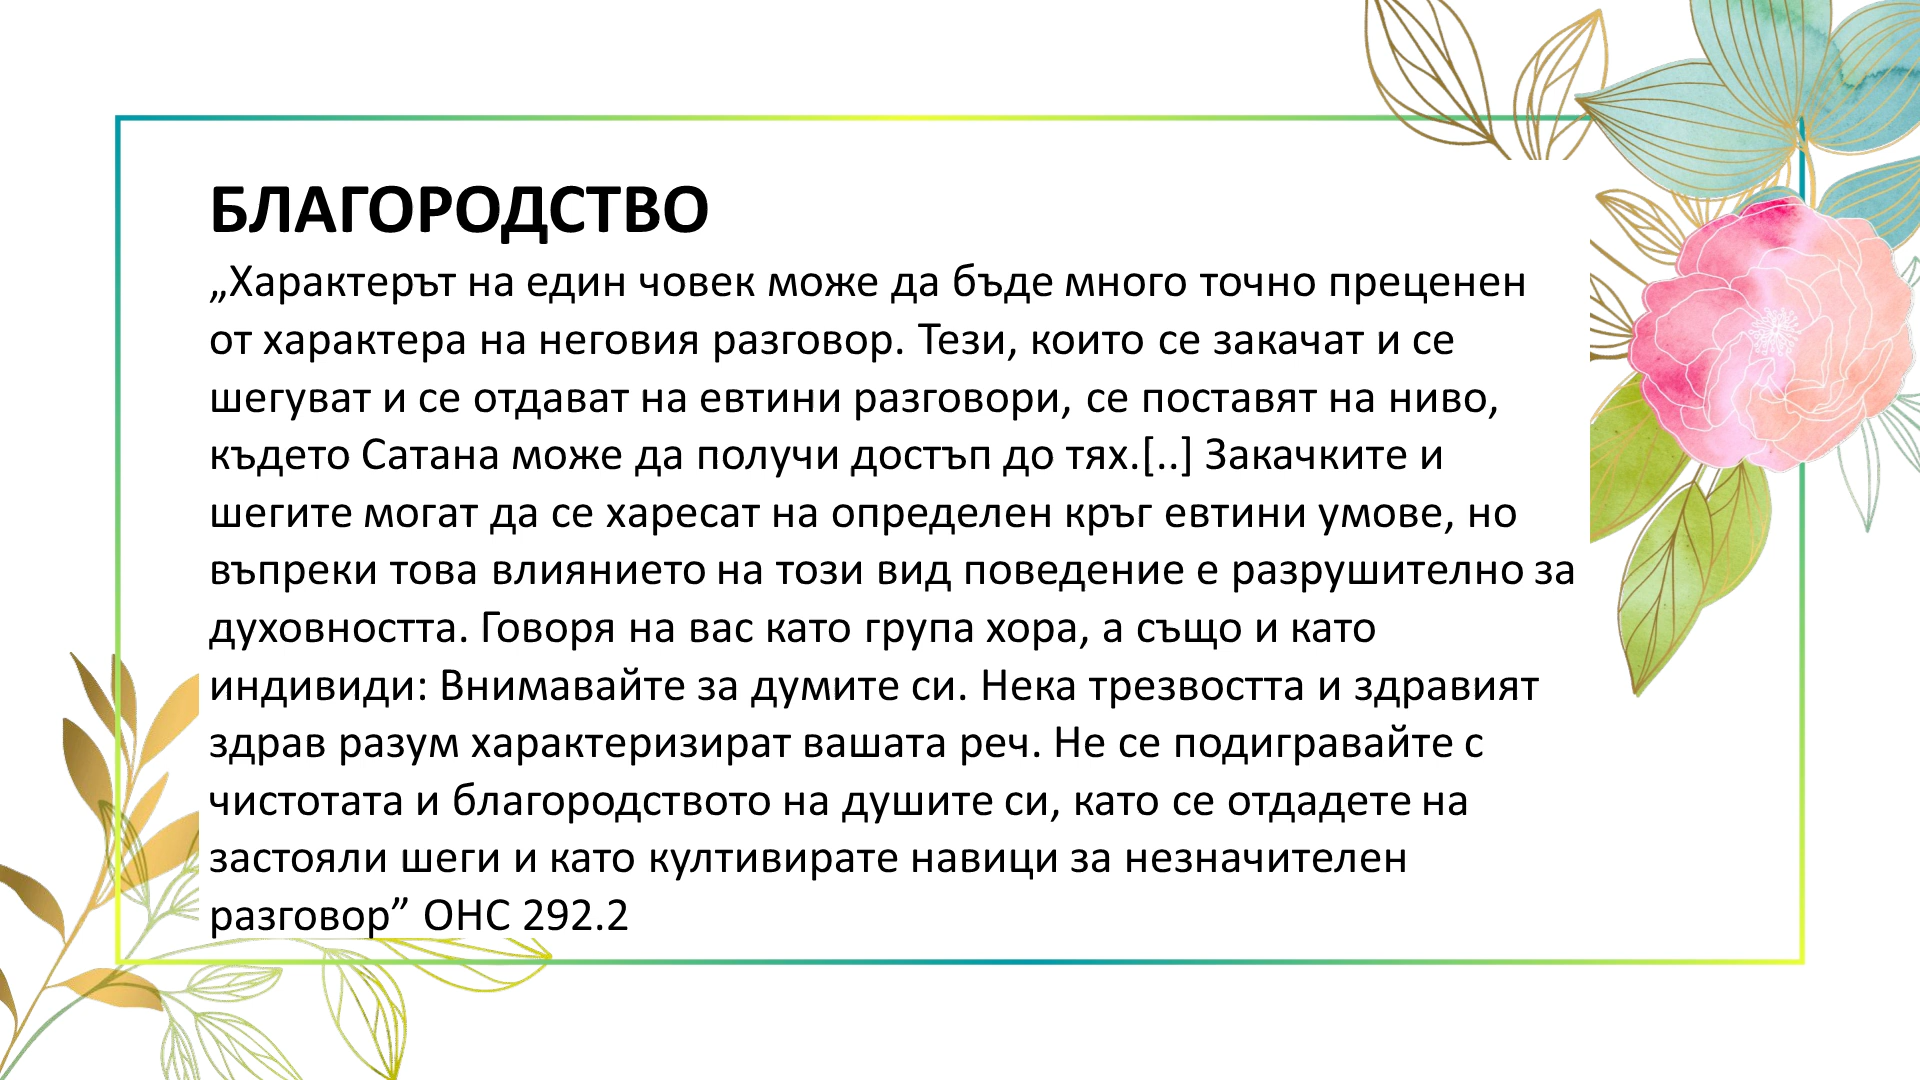 БЛАГОРОДСТВО
„Характерът на един човек може да бъде много точно преценен
от характера на неговия разговор. Тези, които се закачат и се
шегуват и се отдават на евтини разговори, се поставят на ниво,
където Сатана може да получи достъп до тях.[..] Закачките и
шегите могат да се харесат на определен кръг евтини умове, но
въпреки това влиянието на този вид поведение е разрушително за
духовността. Говоря на вас като група хора, а също и като
индивиди: Внимавайте за думите си. Нека трезвостта и здравият
здрав разум характеризират вашата реч. Не се подигравайте с
чистотата и благородството на душите си, като се отдадете на
застояли шеги и като култивирате навици за незначителен
разговор” ОНС 292.2